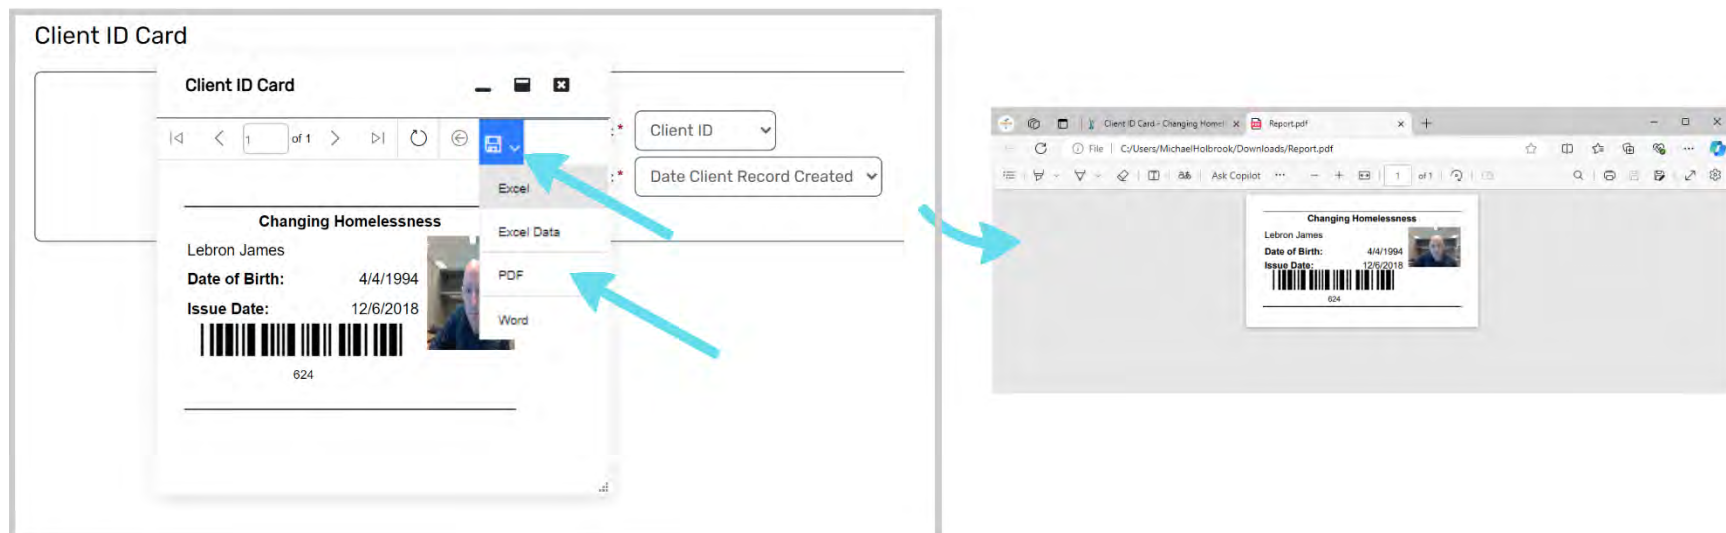 Client ID Card
Client ID Card
1 of 1
:* Client ID
:* Date Client Record Created
Excel
Excel Data
PDF
Word
Changing Homelessness
Lebron James
Date of Birth: 4/4/1994
Issue Date: 12/6/2018
624
Client ID Card - Changing Homel
Report.pdf
File C:/Users/MichaelHolbrook/Downloads/Report.pdf
Ask Copilot
1 of 1
Changing Homelessness
Lebron James
Date of Birth: 4/4/1994
Issue Date: 12/6/2018
624